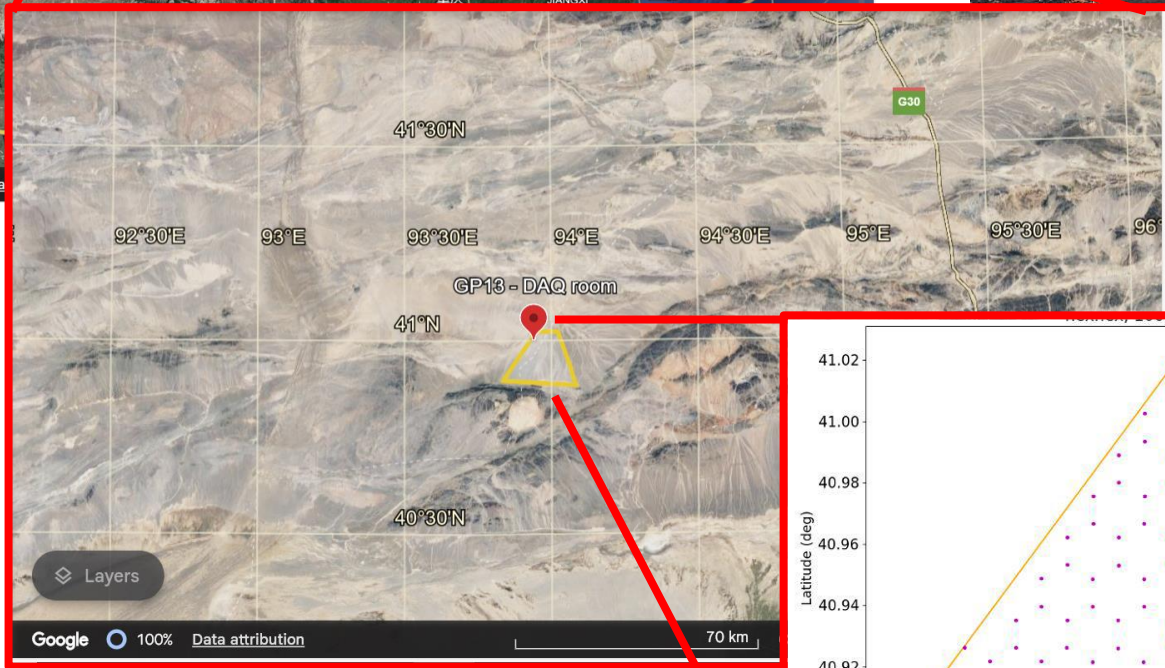 G30
41°30'N
92°30'E 93°E 93°30'E 94°E 94°30'E 95°E 95°30'E 96°
GP13 - DAQ room
41°N
40°30'N
Layers
Google 100% Data attribution 70 km
41.02
41.00
40.98
40.96
40.94
40.92
Latitude (deg)